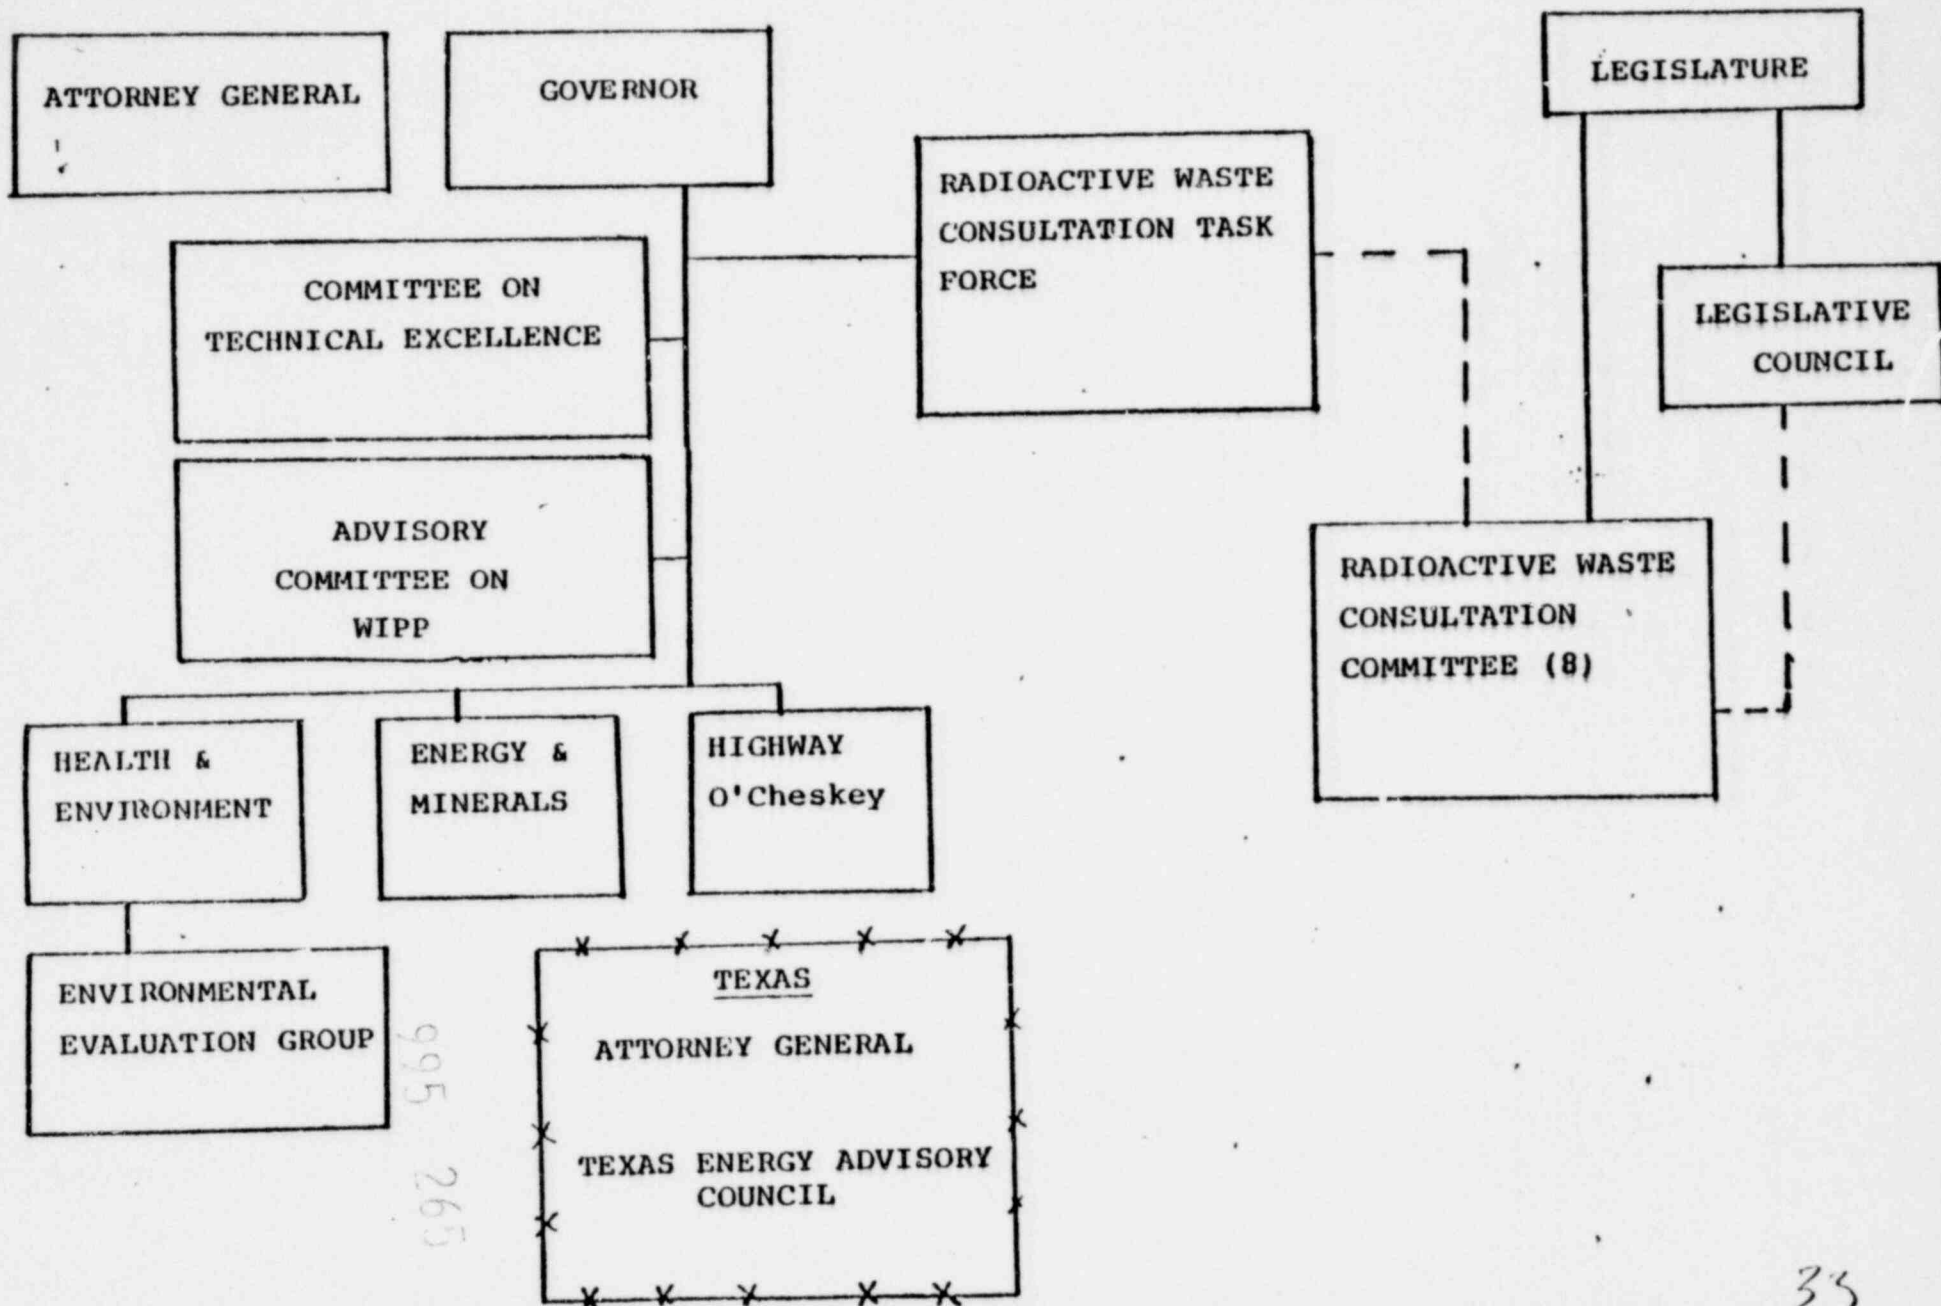 ATTORNEY GENERAL
GOVERNOR
LEGISLATURE
RADIOACTIVE WASTE
CONSULTATION TASK
FORCE
COMMITTEE ON
TECHNICAL EXCELLENCE
LEGISLATIVE
COUNCIL
ADVISORY
COMMITTEE ON
WIPP
RADIOACTIVE WASTE
CONSULTATION
COMMITTEE (8)
HEALTH &
ENVIRONMENT
ENERGY &
MINERALS
HIGHWAY
O'Cheskey
ENVIRONMENTAL
EVALUATION GROUP
TEXAS
ATTORNEY GENERAL
TEXAS ENERGY ADVISORY
COUNCIL
995 265
33